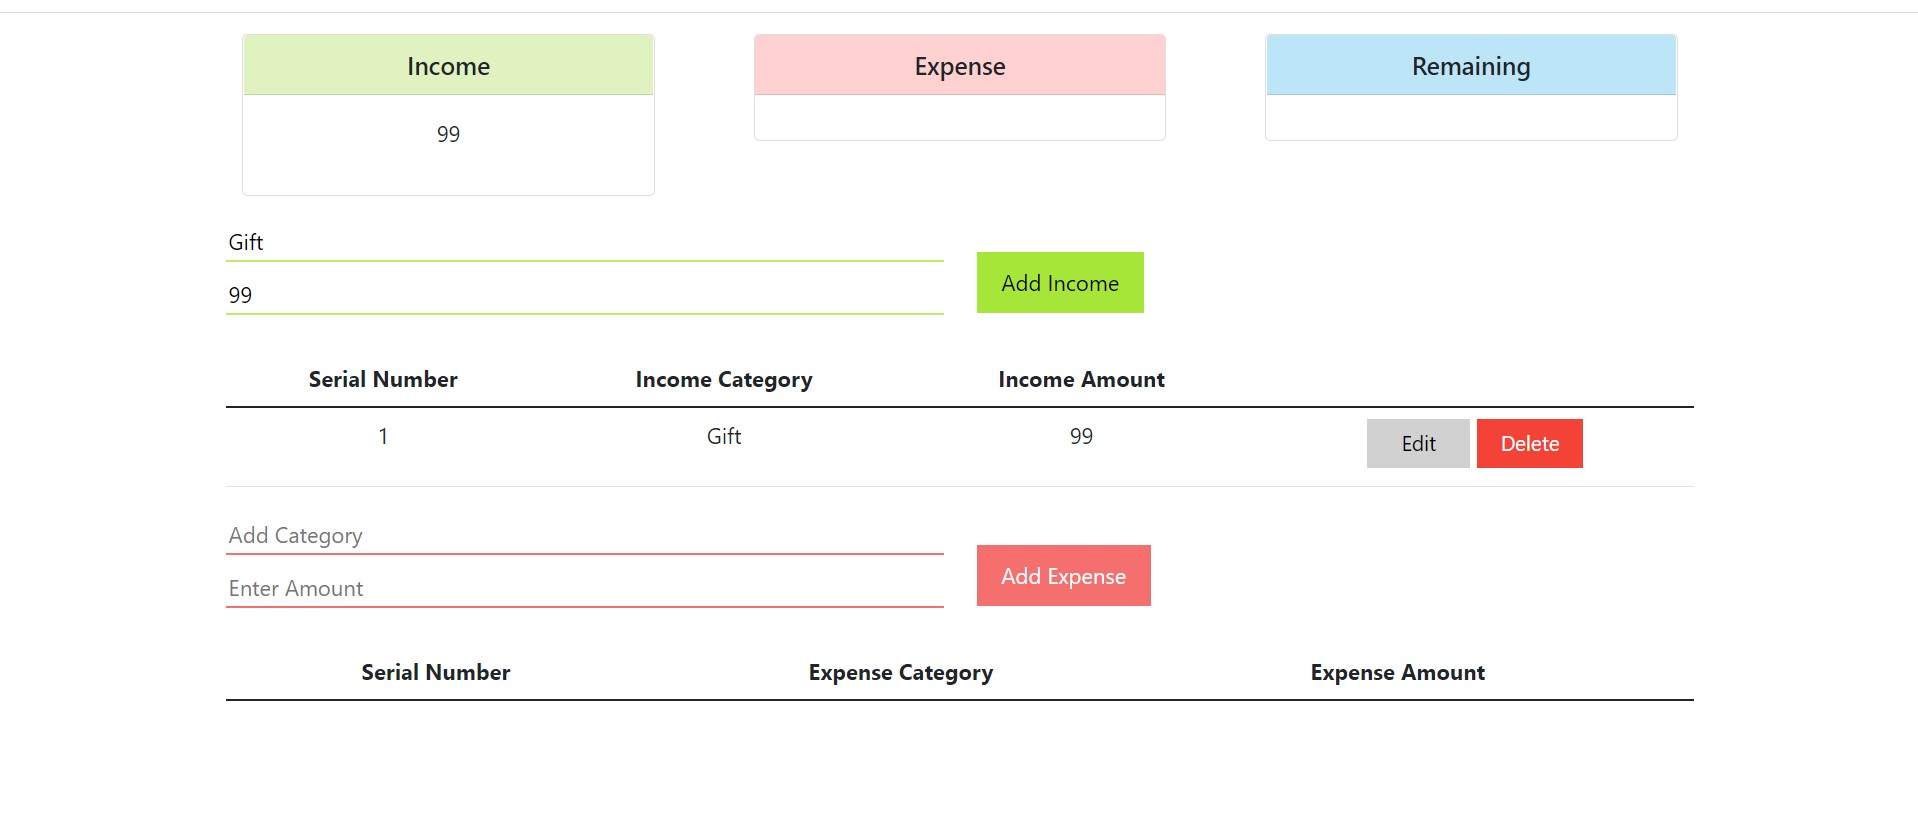 Income Expense Remaining
99
Gift
99
Add Income
Serial Number Income Category Income Amount
1 Gift 99 Edit Delete
Add Category
Enter Amount
Add Expense
Serial Number Expense Category Expense Amount